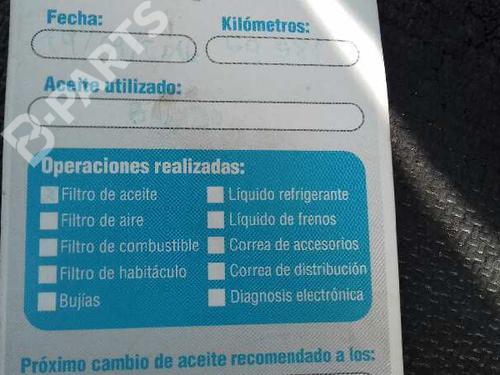 Fecha: Kilómetros:
Aceite utilizado:
B-PARTS
Operaciones realizadas:
Filtro de aceite Líquido refrigerante
Filtro de aire Líquido de frenos
Filtro de combustible Correa de accesorios
Filtro de habitáculo Correa de distribución
Bujías Diagnosis electrónica
Próximo cambio de aceite recomendado a los: